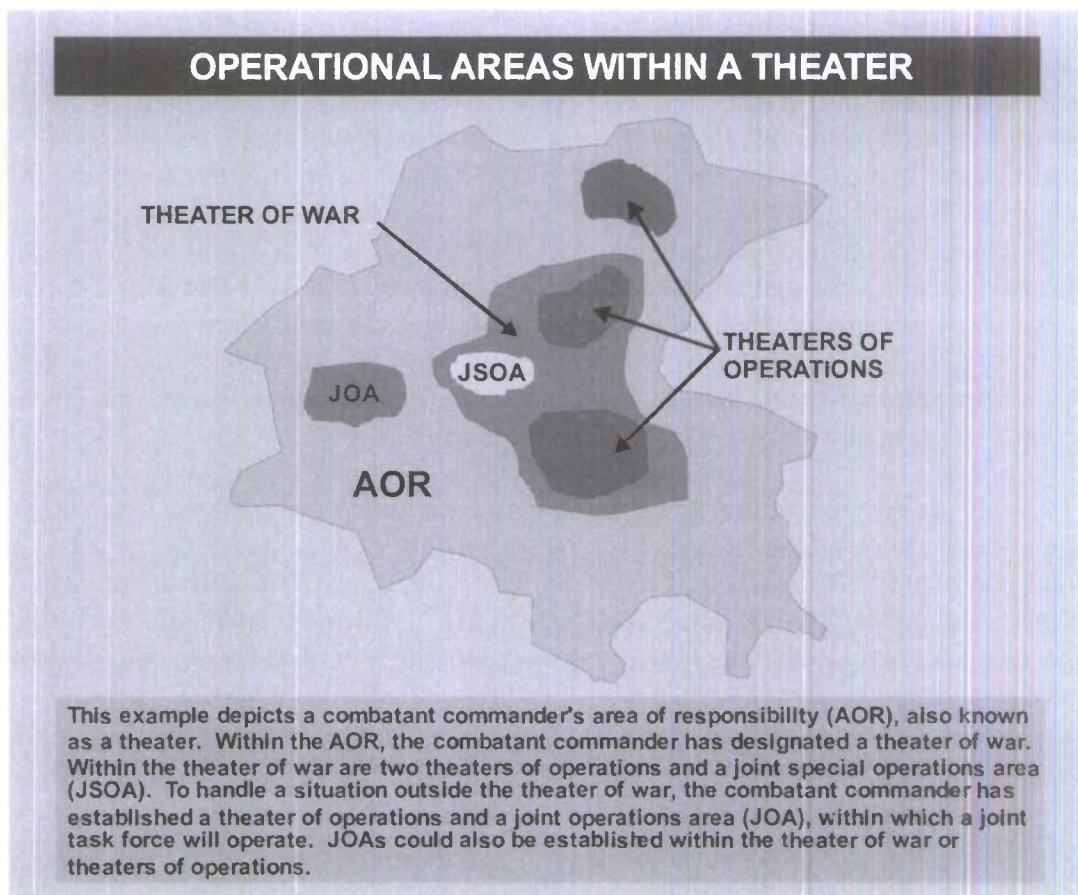 OPERATIONAL AREAS WITHIN A THEATER
THEATER OF WAR
THEATERS OF
OPERATIONS
JSOA
JOA
AOR
This example depicts a combatant commander's area of responsibility (AOR), also known
as a theater. Within the AOR, the combatant commander has designated a theater of war.
Within the theater of war are two theaters of operations and a joint special operations area
(JSOA). To handle a situation outside the theater of war, the combatant commander has
established a theater of operations and a joint operations area (JOA), within which a joint
task force will operate. JOAs could also be established within the theater of war or
theaters of operations.